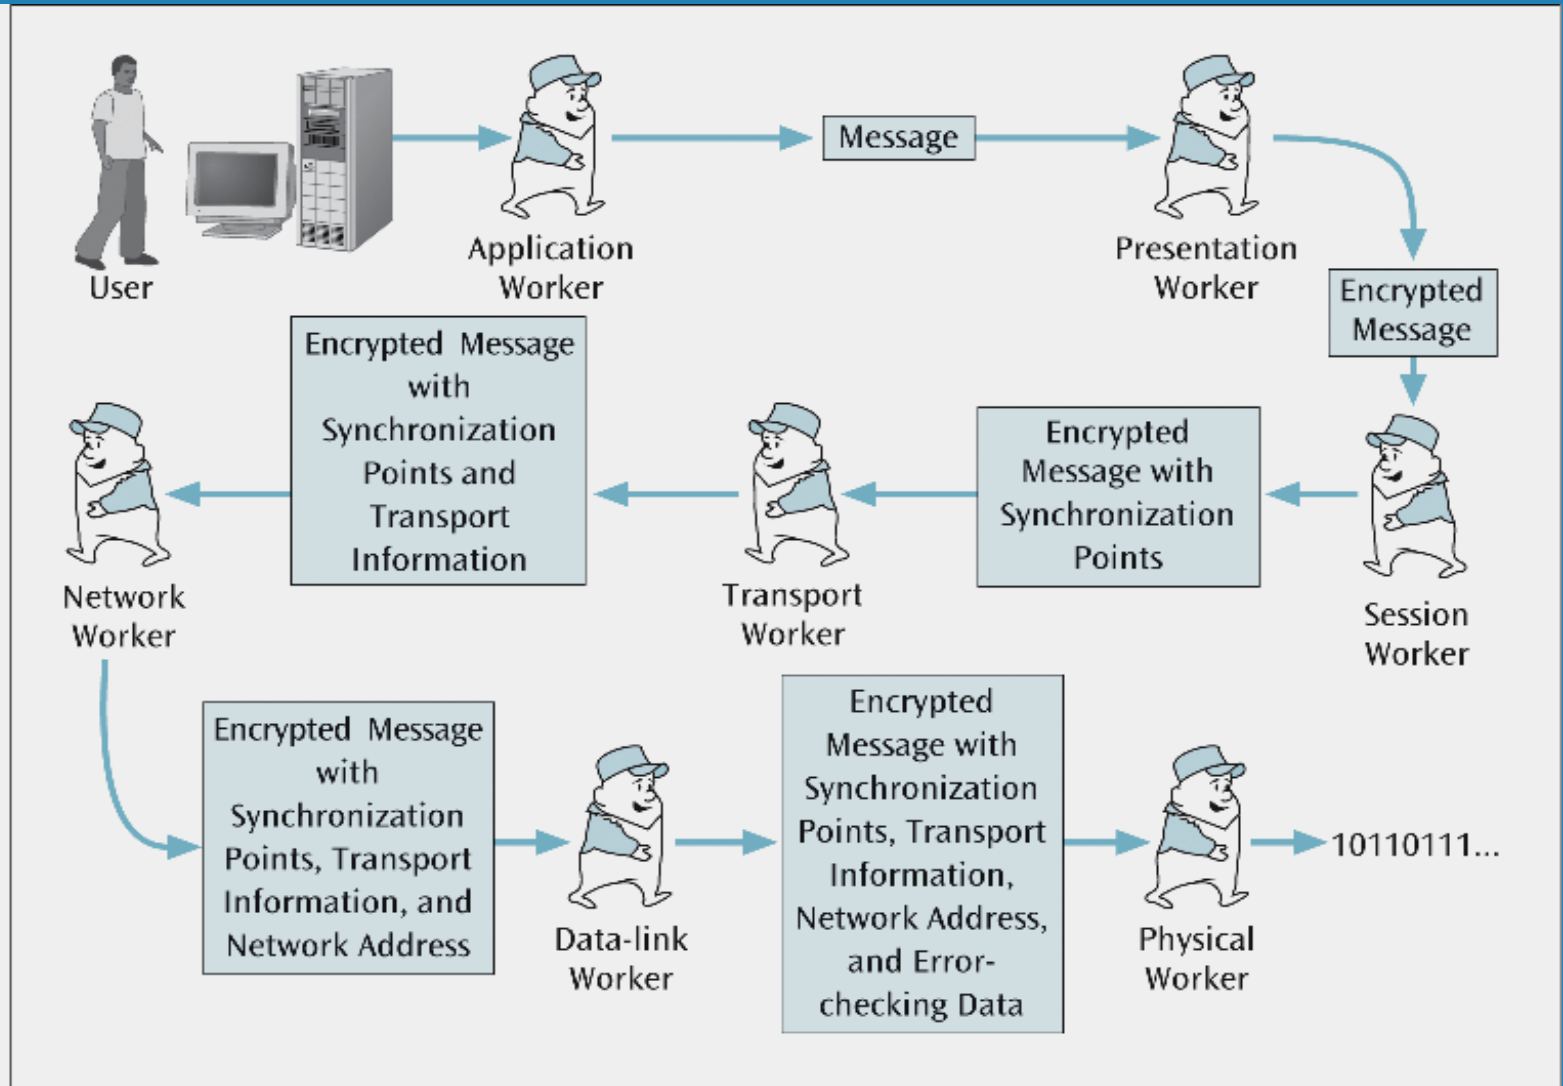 User
Application
Worker
Message
Presentation
Worker
Encrypted
Message
Session
Worker
Encrypted
Message with
Synchronization
Points
Transport
Worker
Encrypted Message
with
Synchronization
Points and
Transport
Information
Network
Worker
Encrypted Message
with
Synchronization
Points, Transport
Information, and
Network Address
Data-link
Worker
Encrypted
Message with
Synchronization
Points, Transport
Information,
Network Address,
and Error-
checking Data
Physical
Worker
10110111...